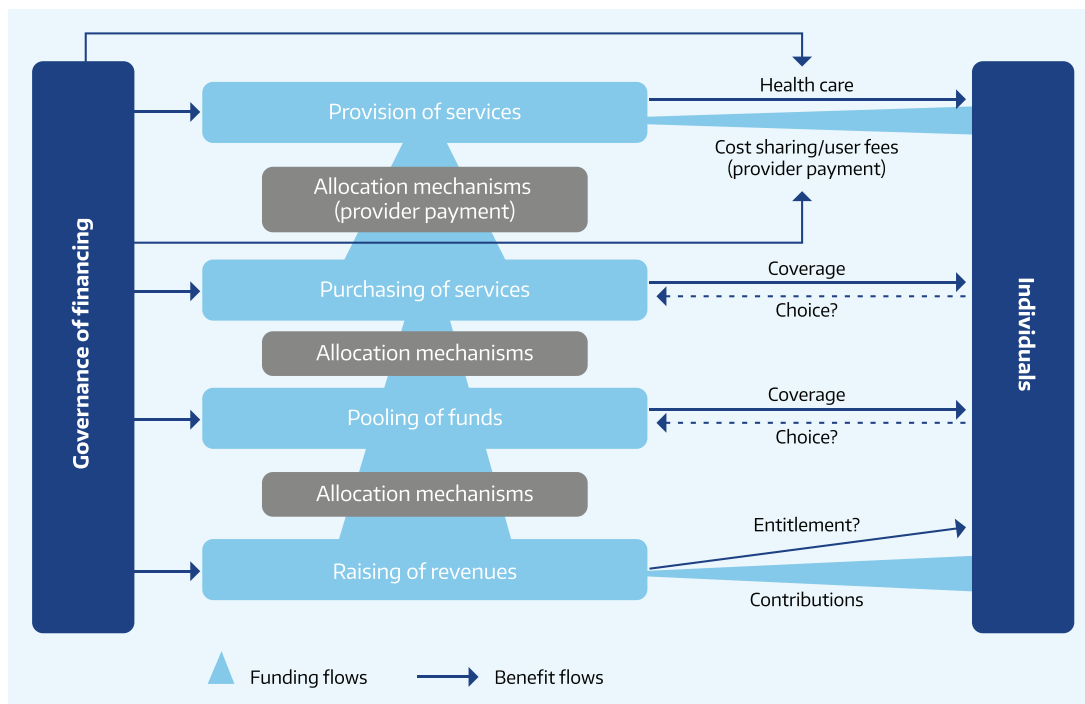 Governance of financing
Provision of services
Allocation mechanisms
(provider payment)
Purchasing of services
Allocation mechanisms
Pooling of funds
Allocation mechanisms
Raising of revenues
Health care
Cost sharing/user fees
(provider payment)
Coverage
Choice?
Coverage
Choice?
Entitlement?
Contributions
Individuals
Funding flows
Benefit flows